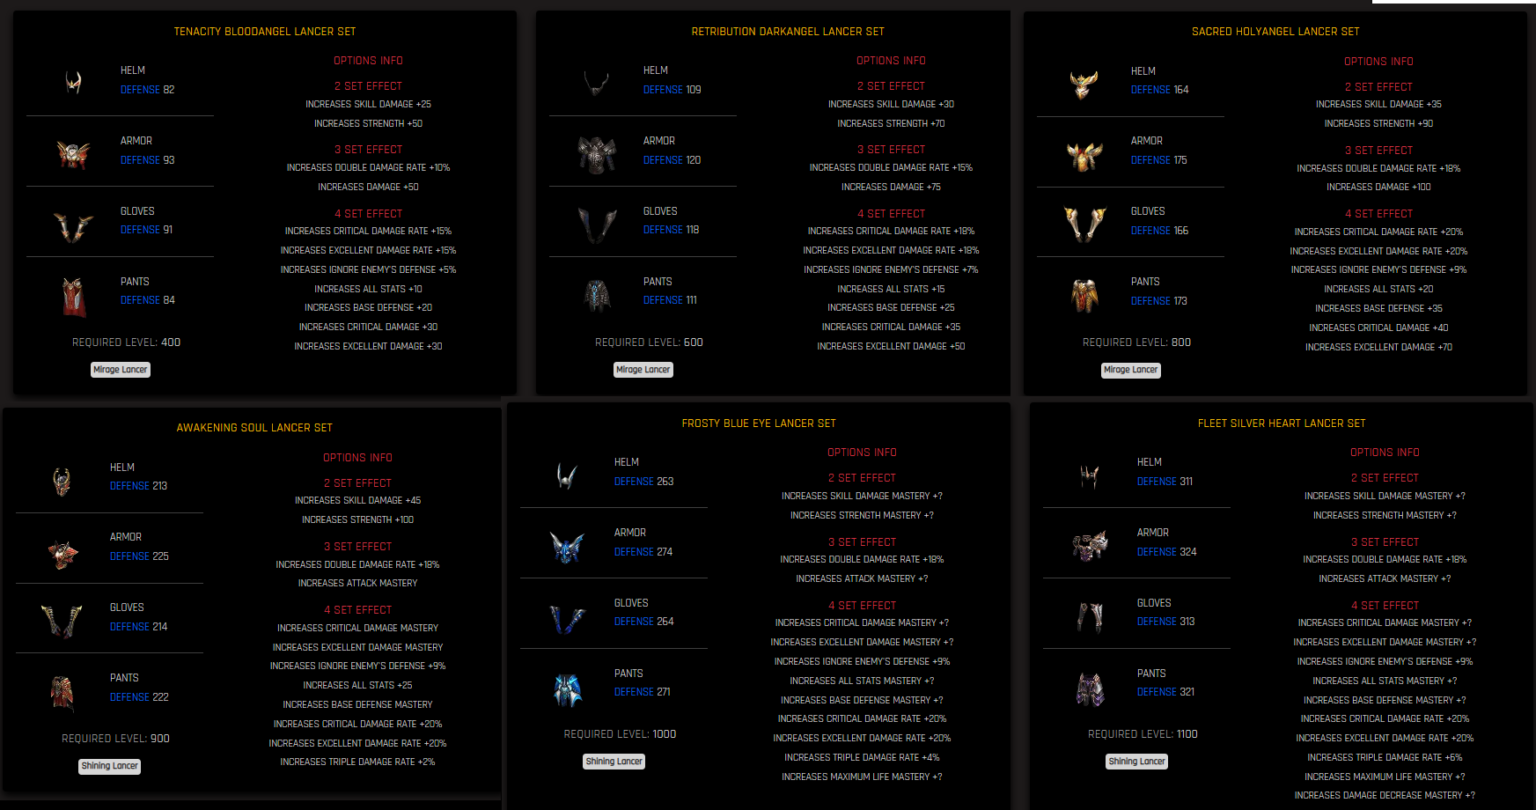 TENACITY BLOODANGEL LANCER SET
HELM
DEFENSE 82
ARMOR
DEFENSE 93
GLOVES
DEFENSE 91
PANTS
DEFENSE 84
REQUIRED LEVEL: 400
Mirage Lancer
OPTIONS INFO
2 SET EFFECT
INCREASES SKILL DAMAGE +25
INCREASES STRENGTH +50
3 SET EFFECT
INCREASES DOUBLE DAMAGE RATE +10%
INCREASES DAMAGE +50
4 SET EFFECT
INCREASES CRITICAL DAMAGE RATE +15%
INCREASES EXCELLENT DAMAGE RATE +15%
INCREASES IGNORE ENEMY'S DEFENSE +5%
INCREASES ALL STATS +10
INCREASES BASE DEFENSE +20
INCREASES CRITICAL DAMAGE +30
INCREASES EXCELLENT DAMAGE +30
RETRIBUTION DARKANGEL LANCER SET
HELM
DEFENSE 109
ARMOR
DEFENSE 120
GLOVES
DEFENSE 118
PANTS
DEFENSE 111
REQUIRED LEVEL: 600
Mirage Lancer
OPTIONS INFO
2 SET EFFECT
INCREASES SKILL DAMAGE +30
INCREASES STRENGTH +70
3 SET EFFECT
INCREASES DOUBLE DAMAGE RATE +15%
INCREASES DAMAGE +75
4 SET EFFECT
INCREASES CRITICAL DAMAGE RATE +18%
INCREASES EXCELLENT DAMAGE RATE +18%
INCREASES IGNORE ENEMY'S DEFENSE +7%
INCREASES ALL STATS +15
INCREASES BASE DEFENSE +25
INCREASES CRITICAL DAMAGE +35
INCREASES EXCELLENT DAMAGE +50
SACRED HOLYANGEL LANCER SET
HELM
DEFENSE 164
ARMOR
DEFENSE 175
GLOVES
DEFENSE 166
PANTS
DEFENSE 173
REQUIRED LEVEL: 800
Mirage Lancer
OPTIONS INFO
2 SET EFFECT
INCREASES SKILL DAMAGE +35
INCREASES STRENGTH +90
3 SET EFFECT
INCREASES DOUBLE DAMAGE RATE +18%
INCREASES DAMAGE +100
4 SET EFFECT
INCREASES CRITICAL DAMAGE RATE +20%
INCREASES EXCELLENT DAMAGE RATE +20%
INCREASES IGNORE ENEMY'S DEFENSE +9%
INCREASES ALL STATS +20
INCREASES BASE DEFENSE +35
INCREASES CRITICAL DAMAGE +40
INCREASES EXCELLENT DAMAGE +70
AWAKENING SOUL LANCER SET
HELM
DEFENSE 213
ARMOR
DEFENSE 225
GLOVES
DEFENSE 214
PANTS
DEFENSE 222
REQUIRED LEVEL: 900
Shining Lancer
OPTIONS INFO
2 SET EFFECT
INCREASES SKILL DAMAGE +45
INCREASES STRENGTH +100
3 SET EFFECT
INCREASES DOUBLE DAMAGE RATE +18%
INCREASES ATTACK MASTERY
4 SET EFFECT
INCREASES CRITICAL DAMAGE MASTERY
INCREASES EXCELLENT DAMAGE MASTERY
INCREASES IGNORE ENEMY'S DEFENSE +9%
INCREASES ALL STATS +25
INCREASES BASE DEFENSE MASTERY
INCREASES CRITICAL DAMAGE RATE +20%
INCREASES EXCELLENT DAMAGE RATE +20%
INCREASES TRIPLE DAMAGE RATE +2%
FROSTY BLUE EYE LANCER SET
HELM
DEFENSE 263
ARMOR
DEFENSE 274
GLOVES
DEFENSE 264
PANTS
DEFENSE 271
REQUIRED LEVEL: 1000
Shining Lancer
OPTIONS INFO
2 SET EFFECT
INCREASES SKILL DAMAGE MASTERY +?
INCREASES STRENGTH MASTERY +?
3 SET EFFECT
INCREASES DOUBLE DAMAGE RATE +18%
INCREASES ATTACK MASTERY +?
4 SET EFFECT
INCREASES CRITICAL DAMAGE MASTERY +?
INCREASES EXCELLENT DAMAGE MASTERY +?
INCREASES IGNORE ENEMY'S DEFENSE +9%
INCREASES ALL STATS MASTERY +?
INCREASES BASE DEFENSE MASTERY +?
INCREASES CRITICAL DAMAGE RATE +20%
INCREASES EXCELLENT DAMAGE RATE +20%
INCREASES TRIPLE DAMAGE RATE +4%
INCREASES MAXIMUM LIFE MASTERY +?
FLEET SILVER HEART LANCER SET
HELM
DEFENSE 311
ARMOR
DEFENSE 324
GLOVES
DEFENSE 313
PANTS
DEFENSE 321
REQUIRED LEVEL: 1100
Shining Lancer
OPTIONS INFO
2 SET EFFECT
INCREASES SKILL DAMAGE MASTERY +?
INCREASES STRENGTH MASTERY +?
3 SET EFFECT
INCREASES DOUBLE DAMAGE RATE +18%
INCREASES ATTACK MASTERY +?
4 SET EFFECT
INCREASES CRITICAL DAMAGE MASTERY +?
INCREASES EXCELLENT DAMAGE MASTERY +?
INCREASES IGNORE ENEMY'S DEFENSE +9%
INCREASES ALL STATS MASTERY +?
INCREASES BASE DEFENSE MASTERY +?
INCREASES CRITICAL DAMAGE RATE +20%
INCREASES EXCELLENT DAMAGE RATE +20%
INCREASES TRIPLE DAMAGE RATE +6%
INCREASES MAXIMUM LIFE MASTERY +?
INCREASES DAMAGE DECREASE MASTERY +?